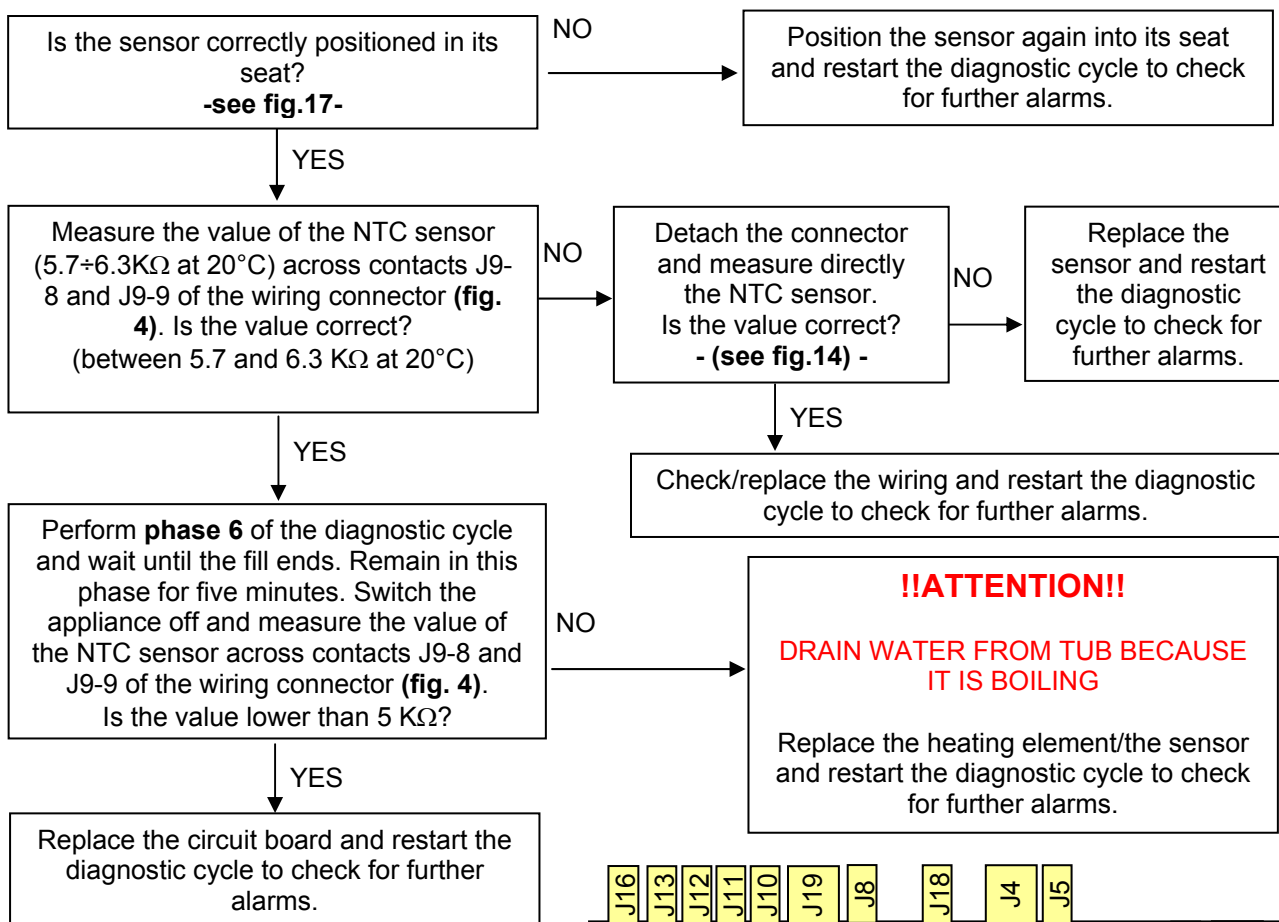 Is the sensor correctly positioned in its
seat?
-see fig.17-
NO
Position the sensor again into its seat
and restart the diagnostic cycle to check
for further alarms.
YES
Measure the value of the NTC sensor
(5.7÷6.3KΩ at 20°C) across contacts J9-
8 and J9-9 of the wiring connector (fig.
4). Is the value correct?
(between 5.7 and 6.3 KΩ at 20°C)
NO
Detach the connector
and measure directly
the NTC sensor.
Is the value correct?
- (see fig.14) -
NO
Replace the
sensor and restart
the diagnostic
cycle to check for
further alarms.
YES
Check/replace the wiring and restart the diagnostic
cycle to check for further alarms.
YES
Perform phase 6 of the diagnostic cycle
and wait until the fill ends. Remain in this
phase for five minutes. Switch the
appliance off and measure the value of
the NTC sensor across contacts J9-8 and
J9-9 of the wiring connector (fig. 4).
Is the value lower than 5 KΩ?
NO
!!ATTENTION!!
DRAIN WATER FROM TUB BECAUSE
IT IS BOILING
Replace the heating element/the sensor
and restart the diagnostic cycle to check
for further alarms.
YES
Replace the circuit board and restart the
diagnostic cycle to check for further
alarms.
J16
J13
J12
J11
J10
J19
J8
J18
J4
J5